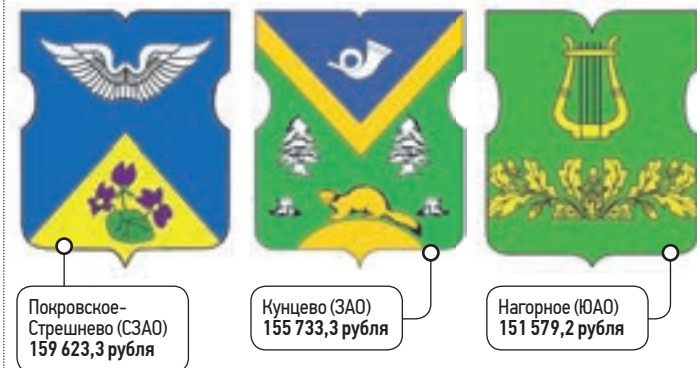 Покровское-
Стрешнево (СЗАО)
159 623,3 рубля
Кунцево (ЗАО)
155 733,3 рубля
Нагорное (ЮАО)
151 579,2 рубля